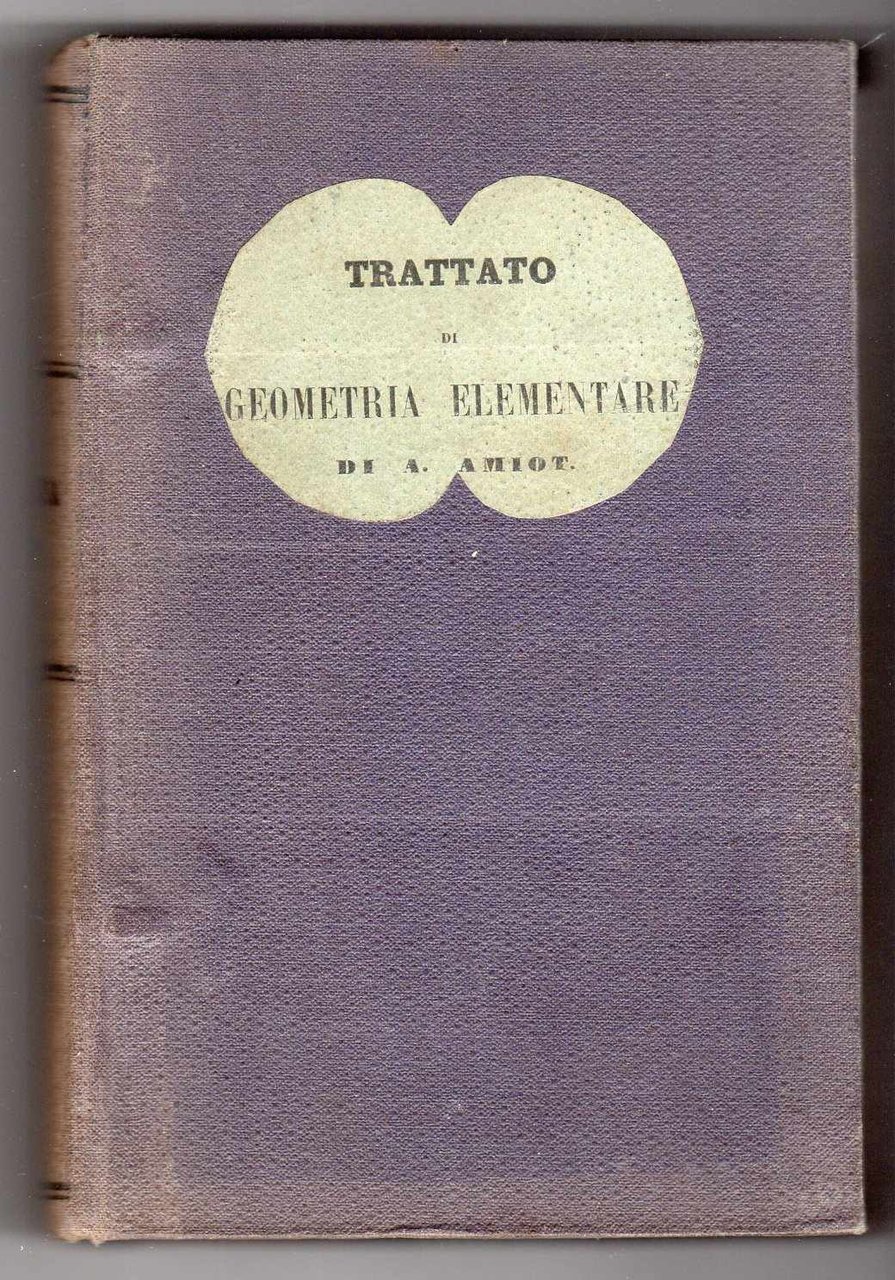 TRATTATO
DI
GEOMETRIA ELEMENTARE
DI A. AMIOT.